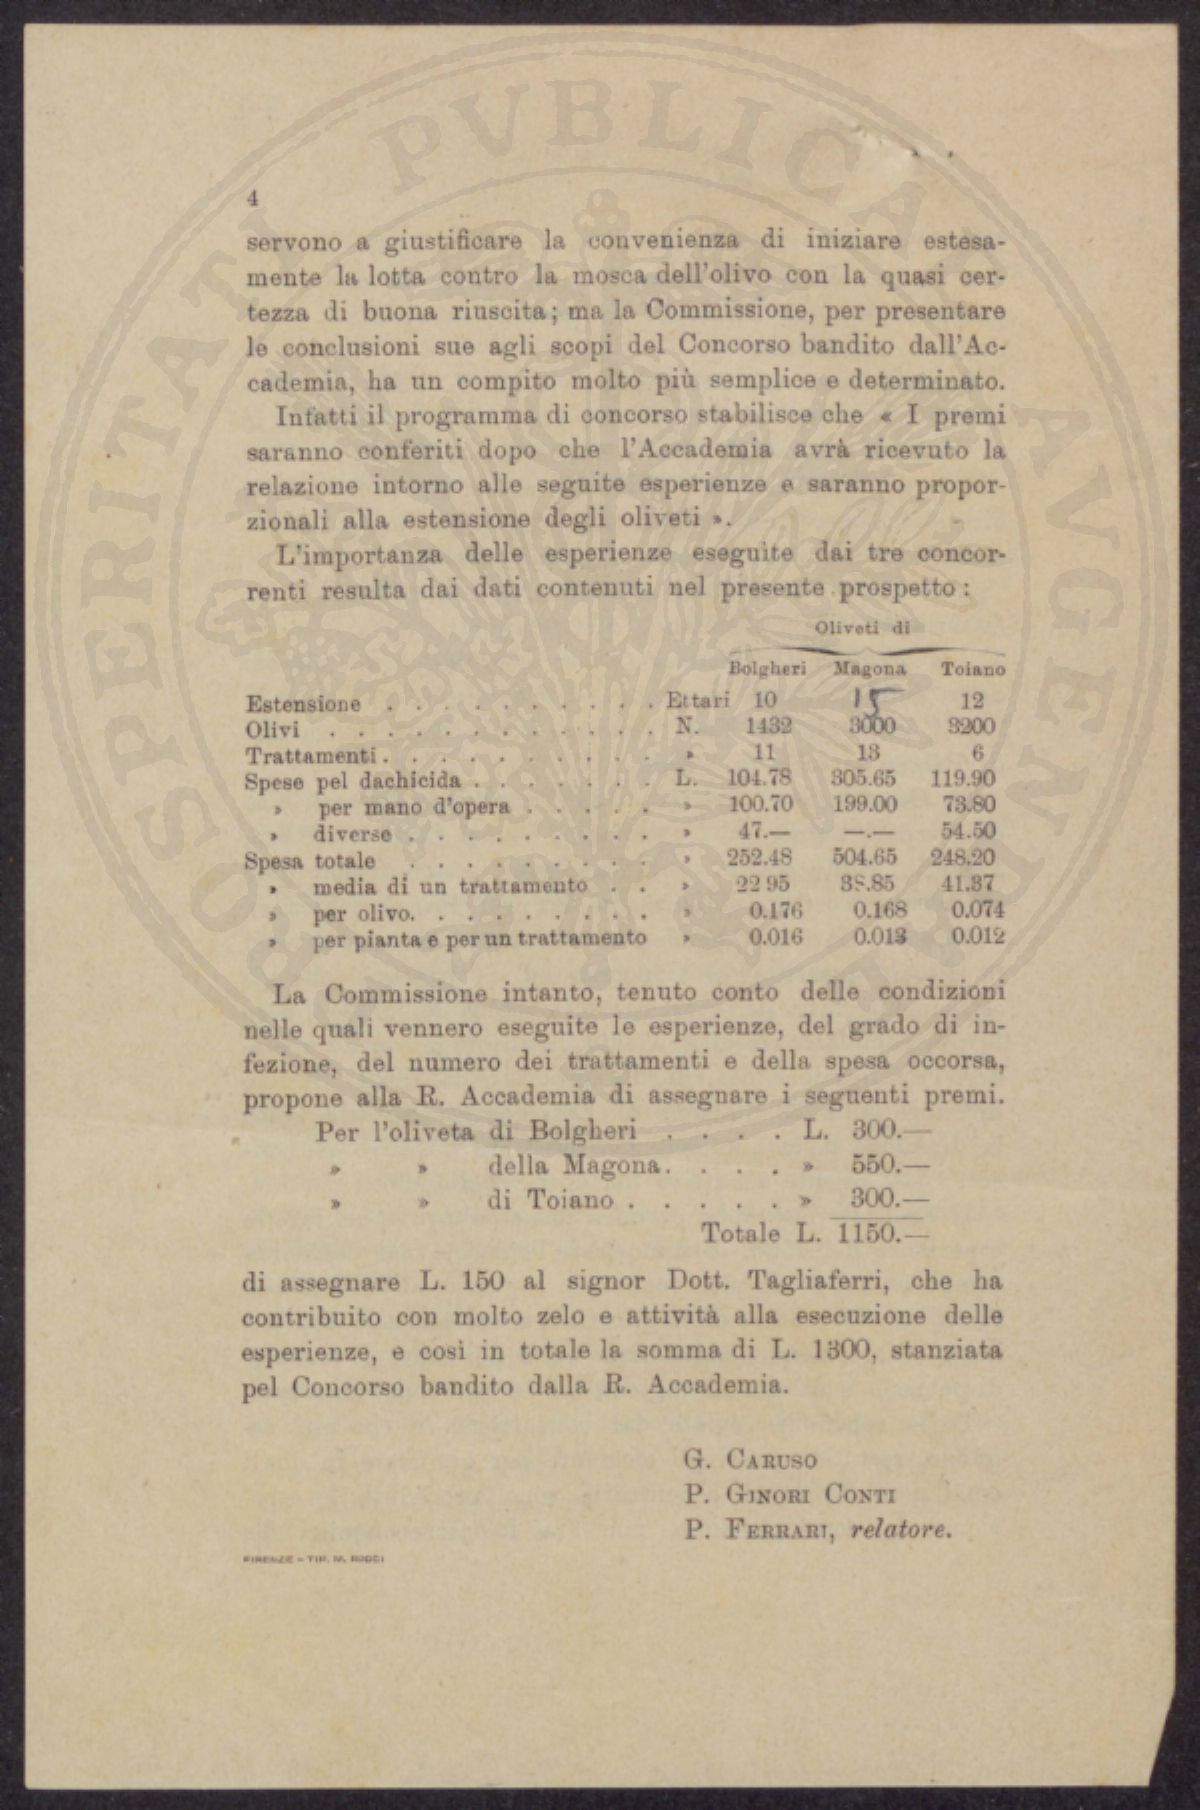 PROSPERITATI PVBLICAE AVGENDAE
4
servono a giustificare la convenienza di iniziare estesa-
mente la lotta contro la mosca dell'olivo con la quasi cer-
tezza di buona riuscita; ma la Commissione, per presentare
le conclusioni sue agli scopi del Concorso bandito dall'Ac-
cademia, ha un compito molto più semplice e determinato.
Infatti il programma di concorso stabilisce che « I premi
saranno conferiti dopo che l'Accademia avrà ricevuto la
relazione intorno alle seguite esperienze e saranno propor-
zionali alla estensione degli oliveti ».
L'importanza delle esperienze eseguite dai tre concor-
renti resulta dai dati contenuti nel presente prospetto:
Oliveti di
Bolgheri Magona Toiano
Estensione . . . . . . . . . . Ettari 10 15 12
Olivi . . . . . . . . . . . . N. 1432 3000 3200
Trattamenti . . . . . . . . . . » 11 13 6
Spese pel dachicida . . . . . . . L. 104.78 305.65 119.90
» per mano d'opera . . . . . » 100.70 199.00 73.80
» diverse . . . . . . . . . » 47.— —.— 54.50
Spesa totale . . . . . . . . . » 252.48 504.65 248.20
» media di un trattamento . . » 22 95 38.85 41.37
» per olivo. . . . . . . . . » 0.176 0.168 0.074
» per pianta e per un trattamento » 0.016 0.013 0.012
La Commissione intanto, tenuto conto delle condizioni
nelle quali vennero eseguite le esperienze, del grado di in-
fezione, del numero dei trattamenti e della spesa occorsa,
propone alla R. Accademia di assegnare i seguenti premi.
Per l'oliveta di Bolgheri . . . . L. 300.—
» » della Magona. . . . » 550.—
» » di Toiano . . . . . » 300.—
Totale L. 1150.—
di assegnare L. 150 al signor Dott. Tagliaferri, che ha
contribuito con molto zelo e attività alla esecuzione delle
esperienze, e così in totale la somma di L. 1300, stanziata
pel Concorso bandito dalla R. Accademia.
G. CARUSO
P. GINORI CONTI
P. FERRARI, relatore.
FIRENZE - TIP. M. RICCI